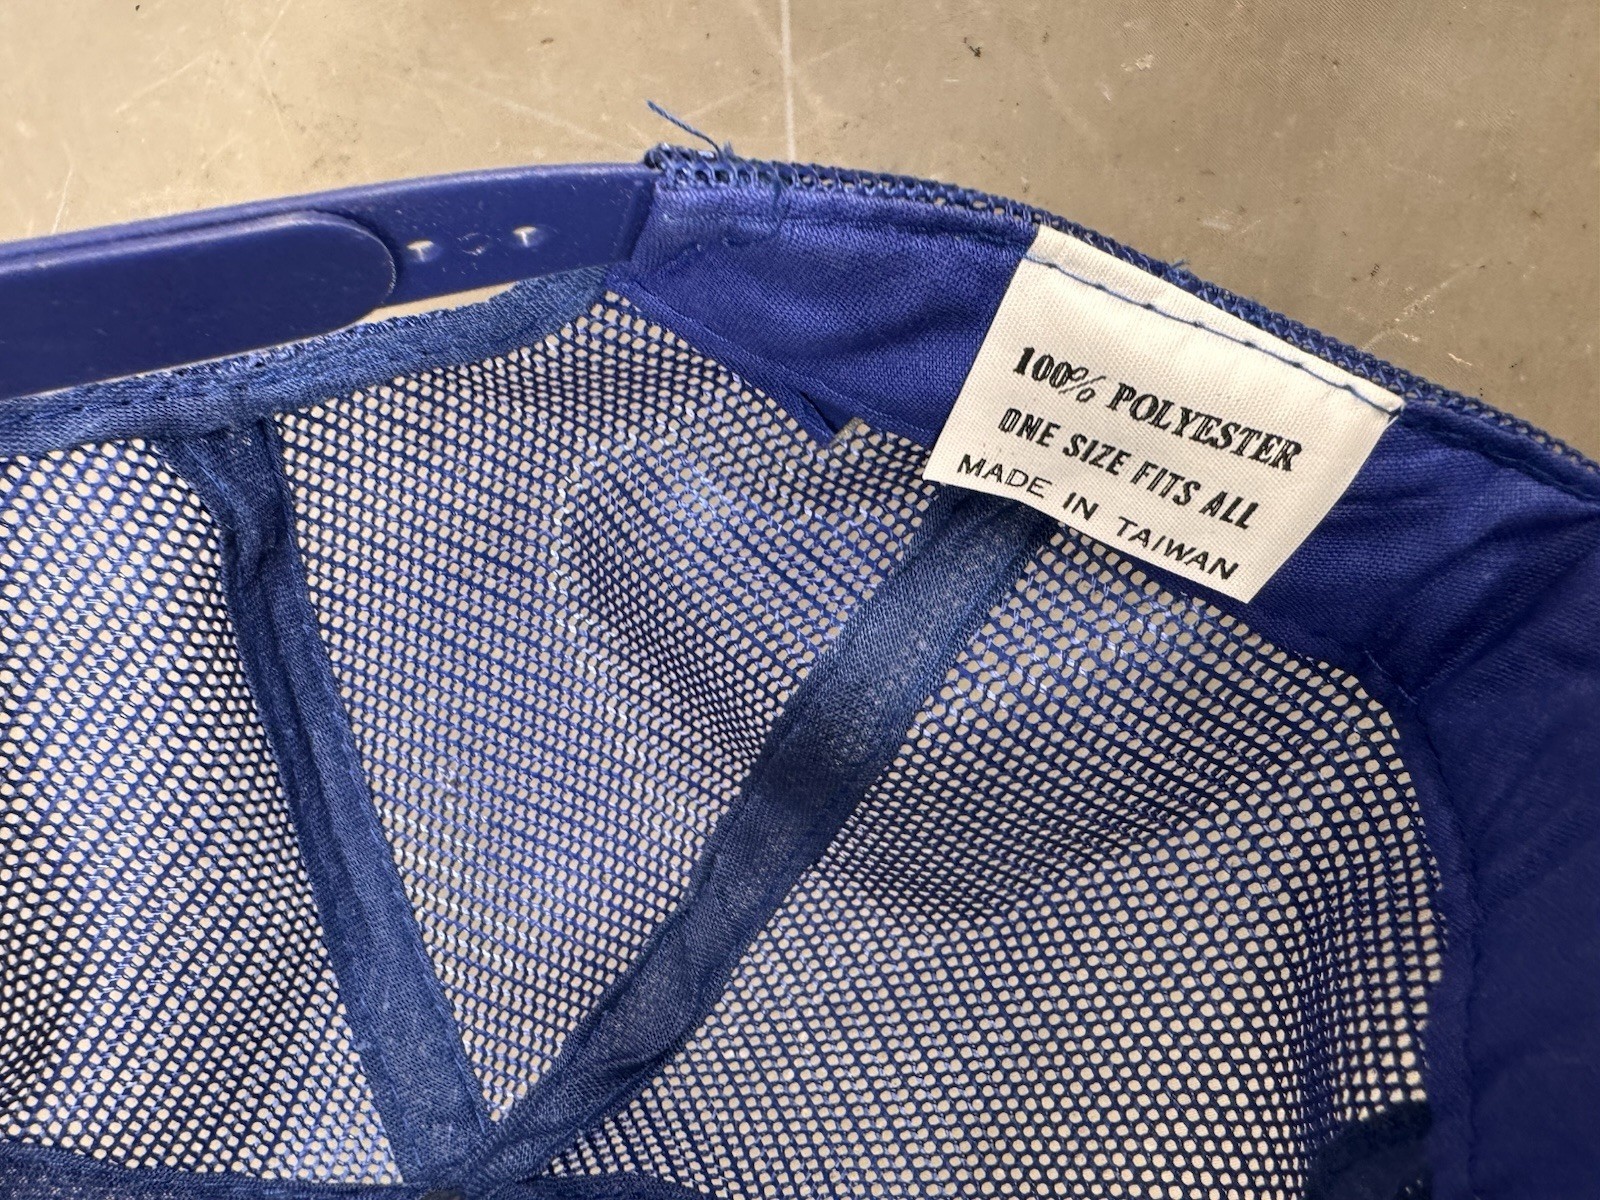 100% POLYESTER
ONE SIZE FITS ALL
MADE IN TAIWAN